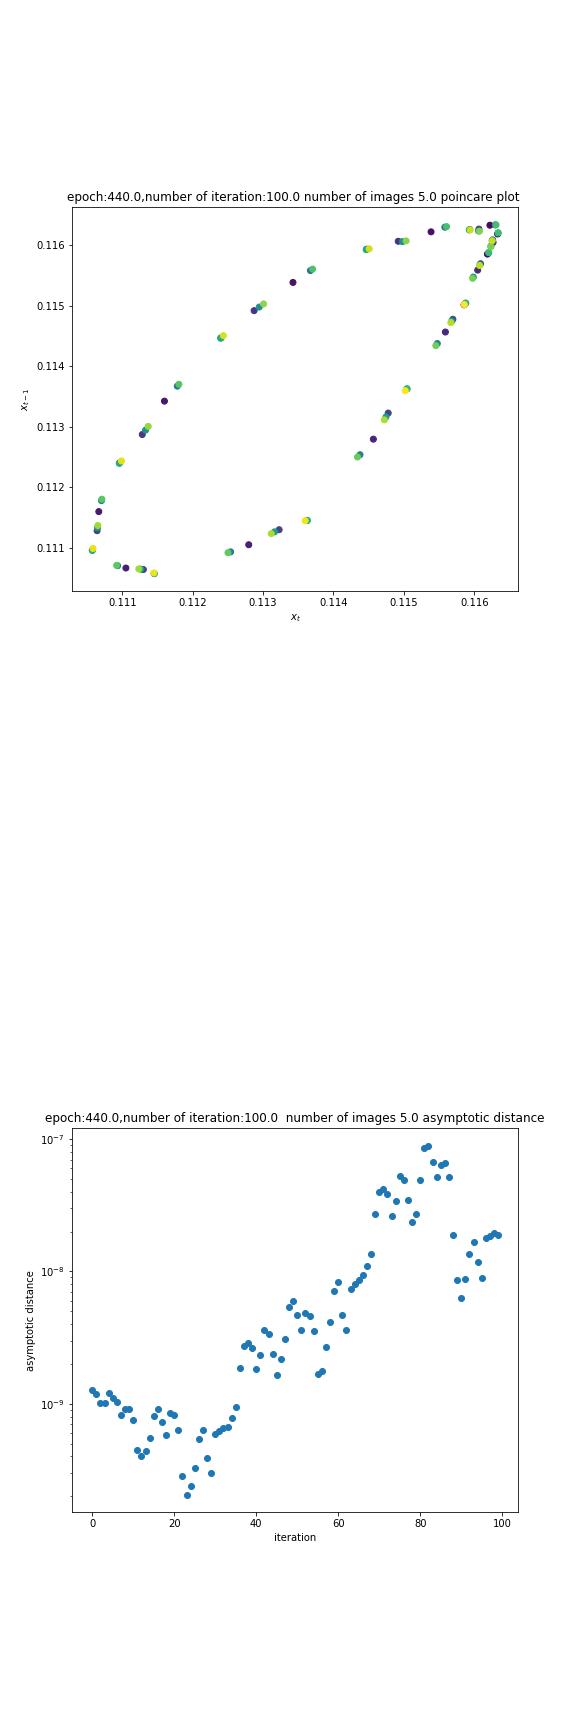 epoch:440.0,number of iteration:100.0 number of images 5.0 poincare plot
0.116
0.115
0.114
0.113
0.112
0.111
x_{t-1}
0.111 0.112 0.113 0.114 0.115 0.116
x_t
epoch:440.0,number of iteration:100.0  number of images 5.0 asymptotic distance
10^{-7}
10^{-8}
10^{-9}
asymptotic distance
0 20 40 60 80 100
iteration